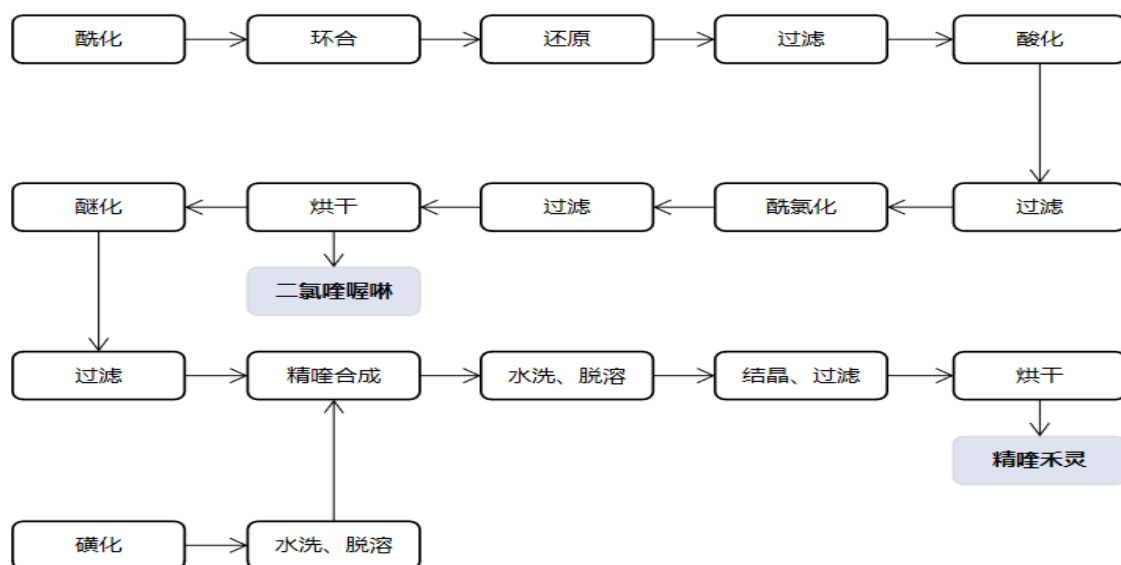 酰化
环合
还原
过滤
酸化
醚化
烘干
过滤
酰氯化
过滤
二氯喹喔啉
过滤
精喹合成
水洗、脱溶
结晶、过滤
烘干
精喹禾灵
磺化
水洗、脱溶